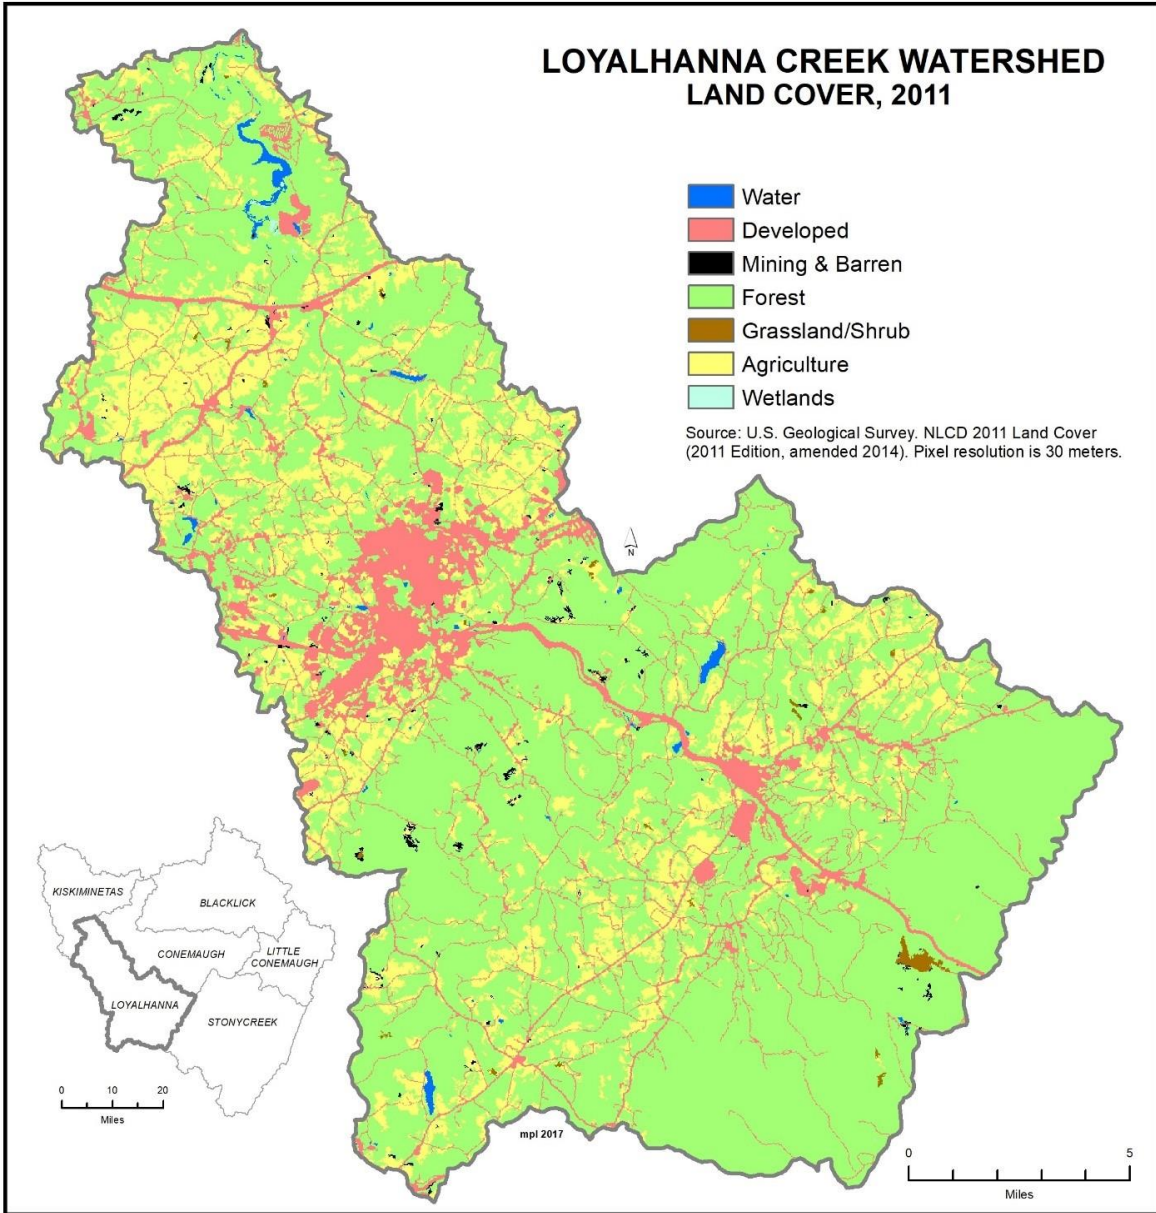 LOYALHANNA CREEK WATERSHED
LAND COVER, 2011
Water
Developed
Mining & Barren
Forest
Grassland/Shrub
Agriculture
Wetlands
Source: U.S. Geological Survey. NLCD 2011 Land Cover
(2011 Edition, amended 2014). Pixel resolution is 30 meters.
N
KISKIMINETAS
BLACKLICK
CONEMAUGH
LITTLE
CONEMAUGH
LOYALHANNA
STONYCREEK
0 10 20
Miles
mpl 2017
0 5
Miles